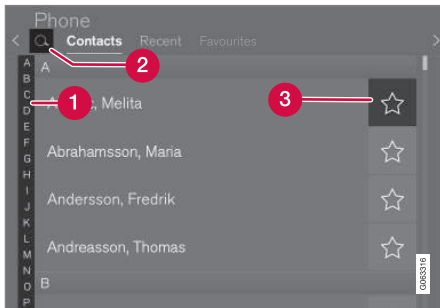 Phone
Contacts Recent Favourites
2
A
A
B
C
D
E
F
G
H
I
J
K
L
M
N
O
P
1
Melita
3
Abrahamsson, Maria
Andersson, Fredrik
Andreasson, Thomas
B
G063316